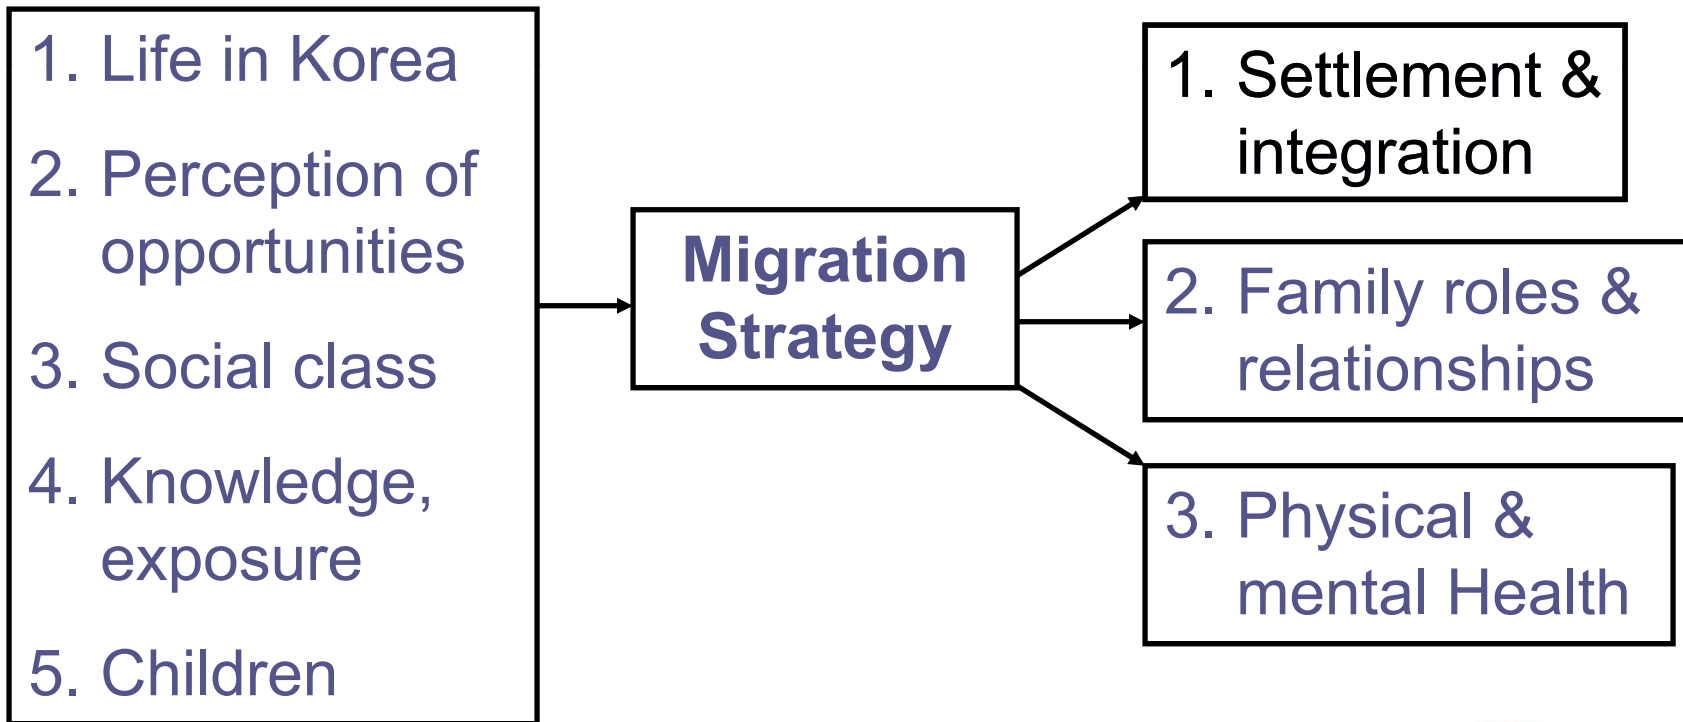 1. Life in Korea
2. Perception of
opportunities
3. Social class
4. Knowledge,
exposure
5. Children
Migration
Strategy
1. Settlement &
integration
2. Family roles &
relationships
3. Physical &
mental Health